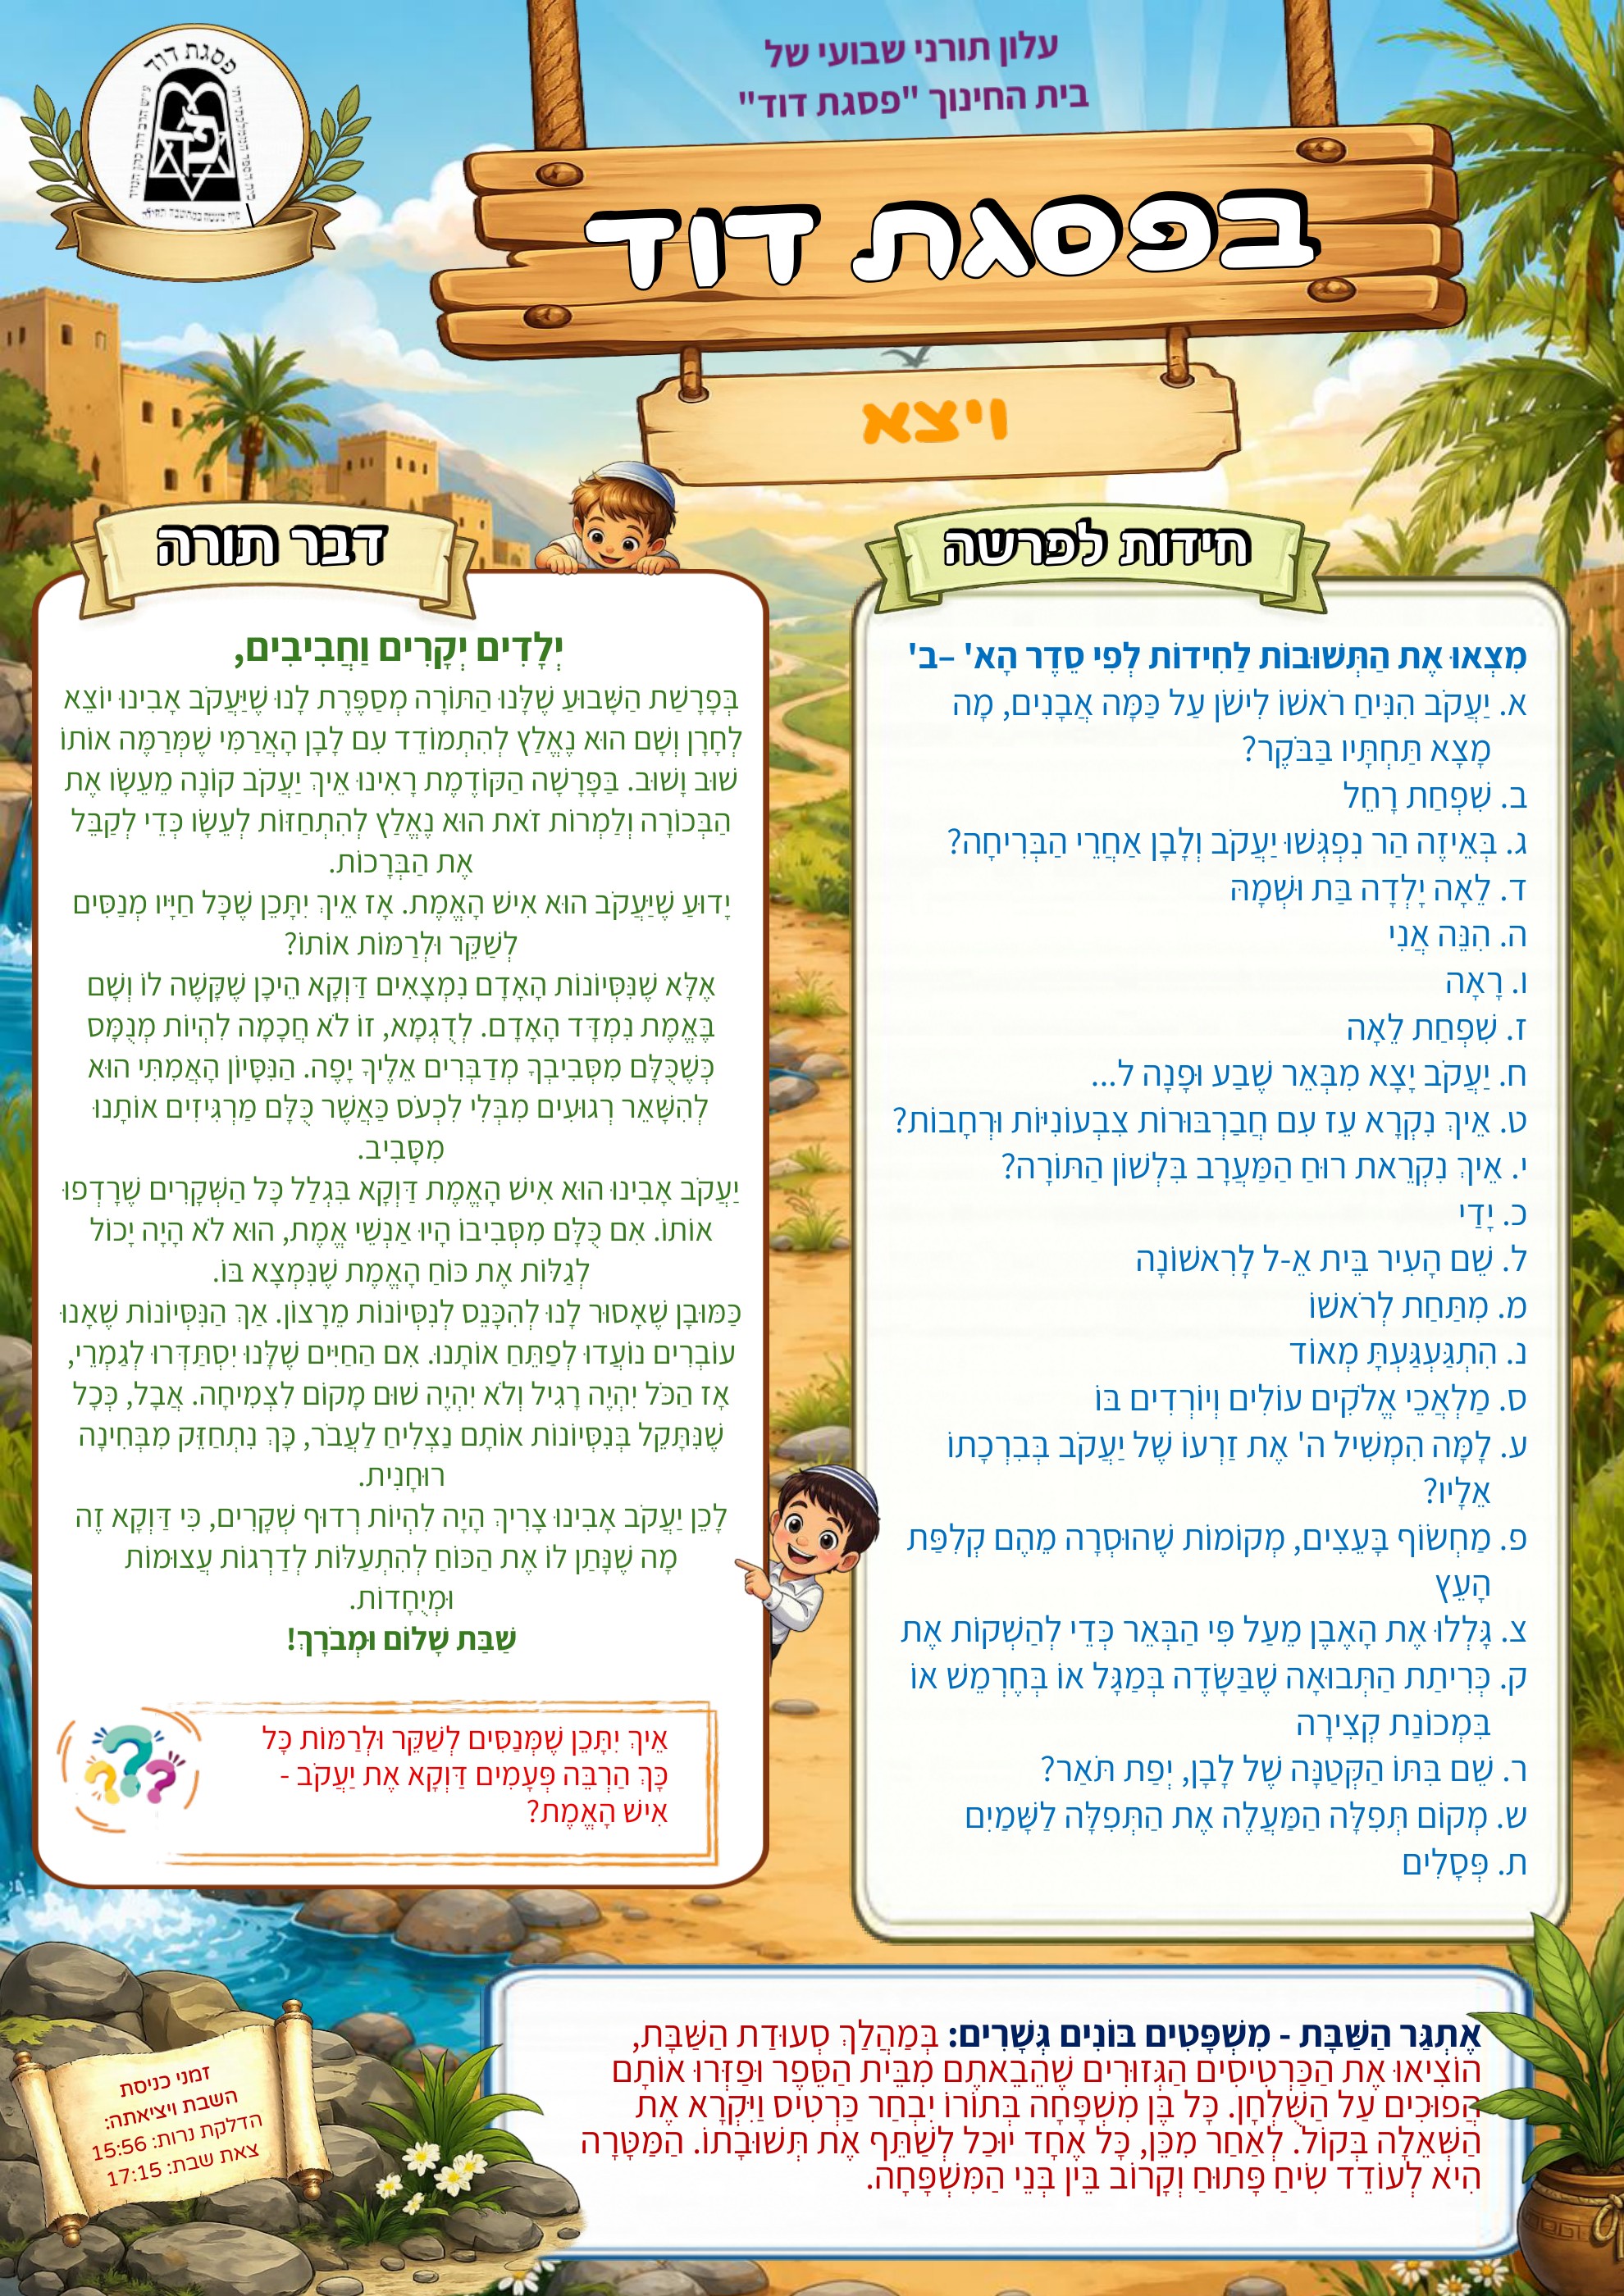 פסגת דוד
עלון תורני שבועי של
בית החינוך "פסגת דוד"
בפסגת דוד
ויצא
חידות לפרשה
מִצְאוּ אֶת הַתְּשׁוּבוֹת לַחִידוֹת לְפִי סֵדֶר הָא' –ב'
א. יַעֲקֹב הִנִּיחַ רֹאשׁוֹ לִישֹׁן עַל כַּמָּה אֲבָנִים, מָה
מָצָא תַּחְתָּיו בַּבֹּקֶר?
ב. שִׁפְחַת רָחֵל
ג. בְּאֵיזֶה הַר נִפְגְּשׁוּ יַעֲקֹב וְלָבָן אַחֲרֵי הַבְּרִיחָה?
ד. לֵאָה יָלְדָה בַּת וּשְׁמָהּ
ה. הִנֵּה אֲנִי
ו. רָאָה
ז. שִׁפְחַת לֵאָה
ח. יַעֲקֹב יָצָא מִבְּאֵר שֶׁבַע וּפָנָה ל...
ט. אֵיךְ נִקְרָא עֵז עִם חֲבַרְבּוּרוֹת צִבְעוֹנִיּוֹת וּרְחָבוֹת?
י. אֵיךְ נִקְרֵאת רוּחַ הַמַּעֲרָב בִּלְשׁוֹן הַתּוֹרָה?
כ. יָדַי
ל. שֵׁם הָעִיר בֵּית אֵ-ל לָרִאשׁוֹנָה
מ. מִתַּחַת לְרֹאשׁוֹ
נ. הִתְגַּעְגַּעְתָּ מְאוֹד
ס. מַלְאֲכֵי אֱלֹקִים עוֹלִים וְיוֹרְדִים בּוֹ
ע. לָמָּה הִמְשִׁיל ה' אֶת זַרְעוֹ שֶׁל יַעֲקֹב בְּבִרְכָתוֹ
אֵלָיו?
פ. מַחְשׂוֹף בָּעֵצִים, מְקוֹמוֹת שֶׁהוּסְרָה מֵהֶם קְלִפַּת
הָעֵץ
צ. גָּלְלוּ אֶת הָאֶבֶן מֵעַל פִּי הַבְּאֵר כְּדֵי לְהַשְׁקוֹת אֶת
ק. כְּרִיתַת הַתְּבוּאָה שֶׁבַּשָּׂדֶה בְּמַגָּל אוֹ בְּחֶרְמֵשׁ אוֹ
בִּמְכוֹנַת קְצִירָה
ר. שֵׁם בִּתּוֹ הַקְּטַנָּה שֶׁל לָבָן, יְפַת תֹּאַר?
ש. מְקוֹם תְּפִלָּה הַמַּעֲלֶה אֶת הַתְּפִלָּה לַשָּׁמַיִם
ת. פְּסָלִים
דבר תורה
יְלָדִים יְקָרִים וַחֲבִיבִים,
בְּפָרָשַׁת הַשָּׁבוּעַ שֶׁלָּנוּ הַתּוֹרָה מְסַפֶּרֶת לָנוּ שֶׁיַּעֲקֹב אָבִינוּ יוֹצֵא
לְחָרָן וְשָׁם הוּא נֶאֱלַץ לְהִתְמוֹדֵד עִם לָבָן הָאֲרַמִּי שֶׁמְּרַמֶּה אוֹתוֹ
שׁוּב וָשׁוּב. בַּפָּרָשָׁה הַקּוֹדֶמֶת רָאִינוּ אֵיךְ יַעֲקֹב קוֹנֶה מֵעֵשָׂו אֶת
הַבְּכוֹרָה וְלַמְרוֹת זֹאת הוּא נֶאֱלַץ לְהִתְחַזּוֹת לְעֵשָׂו כְּדֵי לְקַבֵּל
אֶת הַבְּרָכוֹת.
יָדוּעַ שֶׁיַּעֲקֹב הוּא אִישׁ הָאֱמֶת. אָז אֵיךְ יִתָּכֵן שֶׁכָּל חַיָּיו מְנַסִּים
לְשַׁקֵּר וּלְרַמּוֹת אוֹתוֹ?
אֶלָּא שֶׁנִּסְּיוֹנוֹת הָאָדָם נִמְצָאִים דַּוְקָא הֵיכָן שֶׁקָּשֶׁה לוֹ וְשָׁם
בֶּאֱמֶת נִמְדָּד הָאָדָם. לְדֻגְמָא, זוֹ לֹא חָכְמָה לִהְיוֹת מְנֻמָּס
כְּשֶׁכֻּלָּם מִסְּבִיבְךָ מְדַבְּרִים אֵלֶיךָ יָפֶה. הַנִּסָּיוֹן הָאֲמִתִּי הוּא
לְהִשָּׁאֵר רְגוּעִים מִבְּלִי לִכְעֹס כַּאֲשֶׁר כֻּלָּם מַרְגִּיזִים אוֹתָנוּ
מִסָּבִיב.
יַעֲקֹב אָבִינוּ הוּא אִישׁ הָאֱמֶת דַּוְקָא בִּגְלַל כָּל הַשְּׁקָרִים שֶׁרָדְפוּ
אוֹתוֹ. אִם כֻּלָּם מִסְּבִיבוֹ הָיוּ אַנְשֵׁי אֱמֶת, הוּא לֹא הָיָה יָכוֹל
לְגַלּוֹת אֶת כּוֹחַ הָאֱמֶת שֶׁנִּמְצָא בּוֹ.
כַּמּוּבָן שֶׁאָסוּר לָנוּ לְהִכָּנֵס לְנִסְּיוֹנוֹת מֵרָצוֹן. אַךְ הַנִּסְּיוֹנוֹת שֶׁאָנוּ
עוֹבְרִים נוֹעֲדוּ לְפַתֵּחַ אוֹתָנוּ. אִם הַחַיִּים שֶׁלָּנוּ יִסְתַּדְּרוּ לְגַמְרֵי,
אָז הַכֹּל יִהְיֶה רָגִיל וְלֹא יִהְיֶה שׁוּם מָקוֹם לִצְמִיחָה. אֲבָל, כְּכָל
שֶׁנִּתָּקֵל בְּנִסְּיוֹנוֹת אוֹתָם נַצְלִיחַ לַעֲבֹר, כָּךְ נִתְחַזֵּק מִבְּחִינָה
רוּחָנִית.
לָכֵן יַעֲקֹב אָבִינוּ צָרִיךְ הָיָה לִהְיוֹת רְדוּף שְׁקָרִים, כִּי דַּוְקָא זֶה
מָה שֶׁנָּתַן לוֹ אֶת הַכּוֹחַ לְהִתְעַלּוֹת לְדַרְגוֹת עֲצוּמוֹת
וּמְיֻחָדוֹת.
שַׁבַּת שָׁלוֹם וּמְבֹרָךְ!
אֵיךְ יִתָּכֵן שֶׁמְּנַסִּים לְשַׁקֵּר וּלְרַמּוֹת כָּל
כָּךְ הַרְבֵּה פְּעָמִים דַּוְקָא אֶת יַעֲקֹב -
אִישׁ הָאֱמֶת?
אֶתְגַּר הַשַּׁבָּת - מִשְׁפָּטִים בּוֹנִים גְּשָׁרִים: בְּמַהֲלַךְ סְעוּדַת הַשַּׁבָּת,
הוֹצִיאוּ אֶת הַכַּרְטִיסִים הַגְּזוּרִים שֶׁהֵבֵאתֶם מִבֵּית הַסֵּפֶר וּפַזְּרוּ אוֹתָם
הֲפוּכִים עַל הַשֻּׁלְחָן. כָּל בֶּן מִשְׁפָּחָה בְּתוֹרוֹ יִבְחַר כַּרְטִיס וַיִּקְרָא אֶת
הַשְּׁאֵלָה בְּקוֹל. לְאַחַר מִכֵּן, כָּל אֶחָד יוּכַל לְשַׁתֵּף אֶת תְּשׁוּבָתוֹ. הַמַּטָּרָה
הִיא לְעוֹדֵד שִׂיחַ פָּתוּחַ וְקָרוֹב בֵּין בְּנֵי הַמִּשְׁפָּחָה.
זמני כניסת
השבת ויציאתה:
הדלקת נרות: 15:56
צאת שבת: 17:15